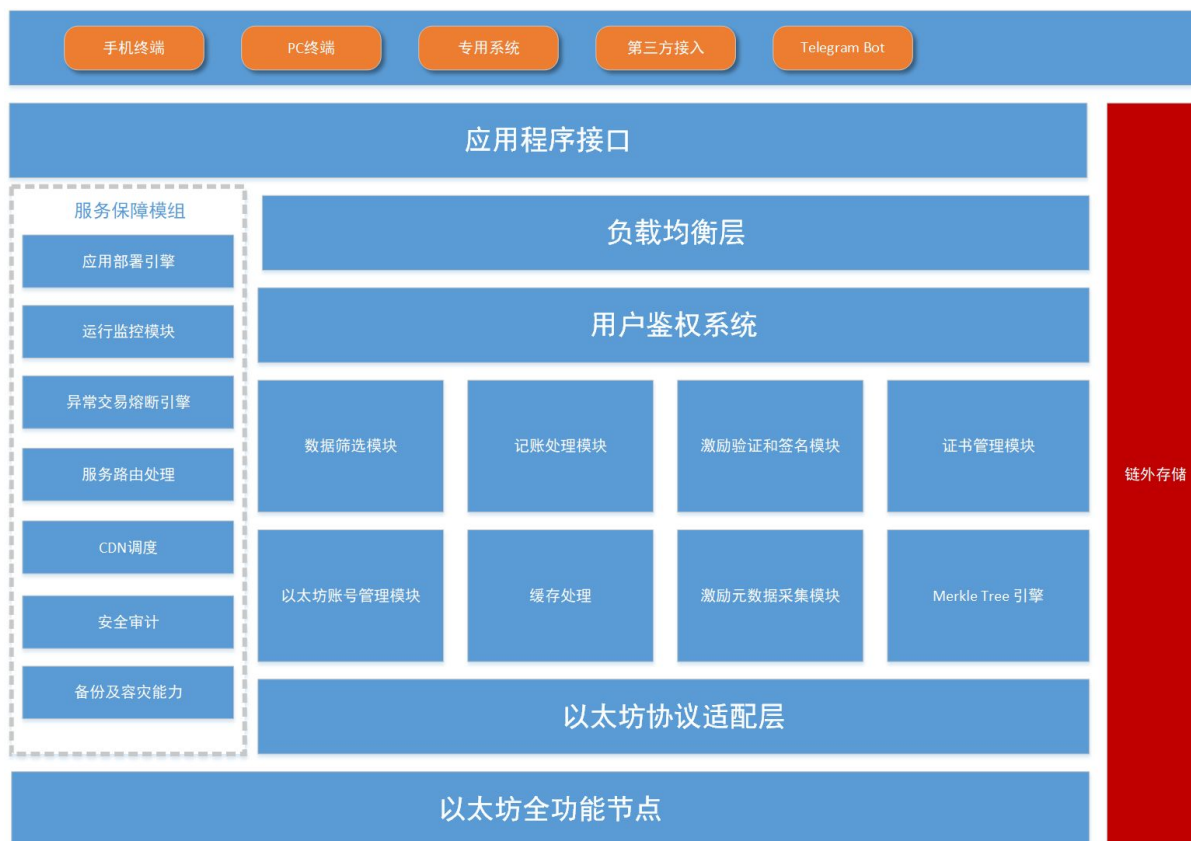 手机终端
PC终端
专用系统
第三方接入
Telegram Bot
应用程序接口
服务保障模组
应用部署引擎
运行监控模块
异常交易熔断引擎
服务路由处理
CDN调度
安全审计
备份及容灾能力
负载均衡层
用户鉴权系统
数据筛选模块
记账处理模块
激励验证和签名模块
证书管理模块
以太坊账号管理模块
缓存处理
激励元数据采集模块
Merkle Tree 引擎
以太坊协议适配层
以太坊全功能节点
链外存储